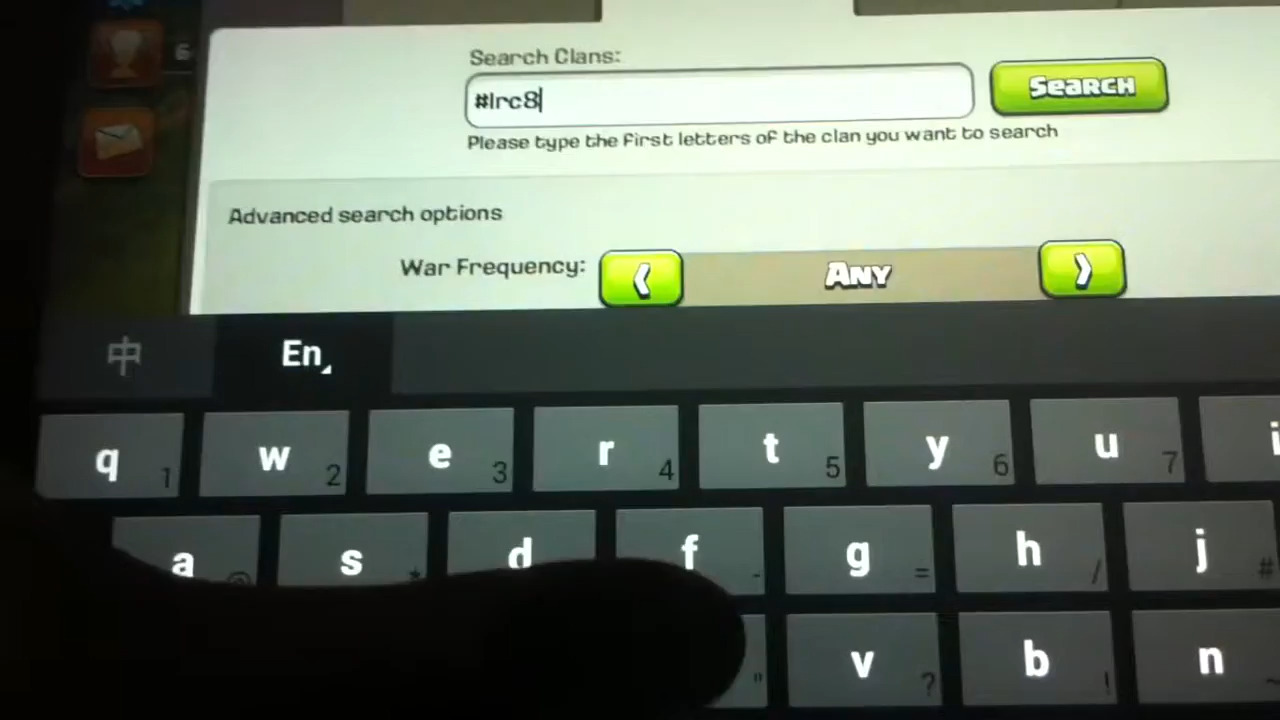 6
Search Clans:
#lrc8
Search
Please type the first letters of the clan you want to search
Advanced search options
War Frequency:
Any
中
En
q 1 w 2 e 3 r 4 t 5 y 6 u 7 i
a @ s * d f - g = h / j #
" v ? b ! n ~